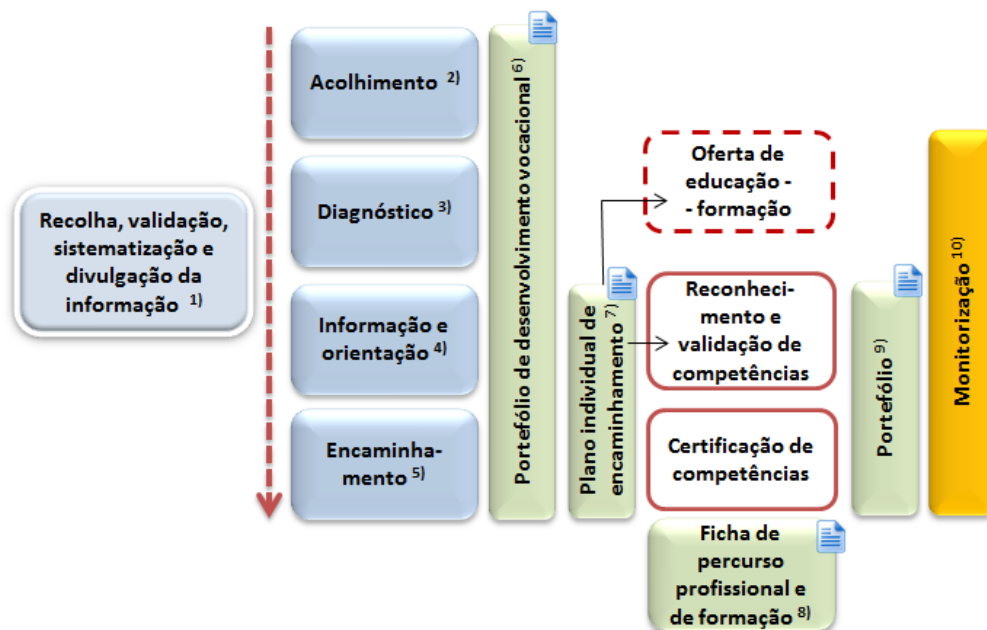 Recolha, validação,
sistematização e
divulgação da
informação 1)
Acolhimento 2)
Diagnóstico 3)
Informação e
orientação 4)
Encaminha-
mento 5)
Portefólio de desenvolvimento vocacional 6)
Plano individual de
encaminhamento 7)
Oferta de
educação -
- formação
Reconheci-
mento e
validação de
competências
Certificação de
competências
Ficha de
percurso
profissional e
de formação 8)
Portefólio 9)
Monitorização 10)